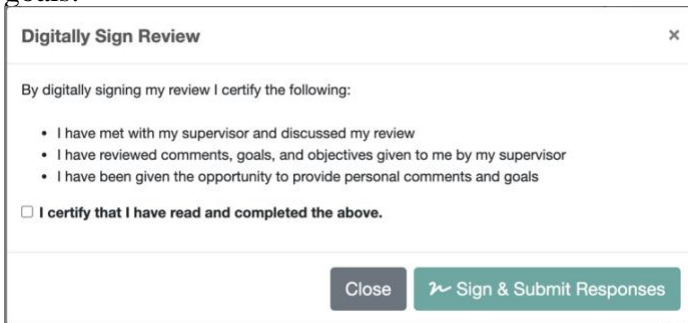 goals.
Digitally Sign Review ×
By digitally signing my review I certify the following:
• I have met with my supervisor and discussed my review
• I have reviewed comments, goals, and objectives given to me by my supervisor
• I have been given the opportunity to provide personal comments and goals
I certify that I have read and completed the above.
Close Sign & Submit Responses